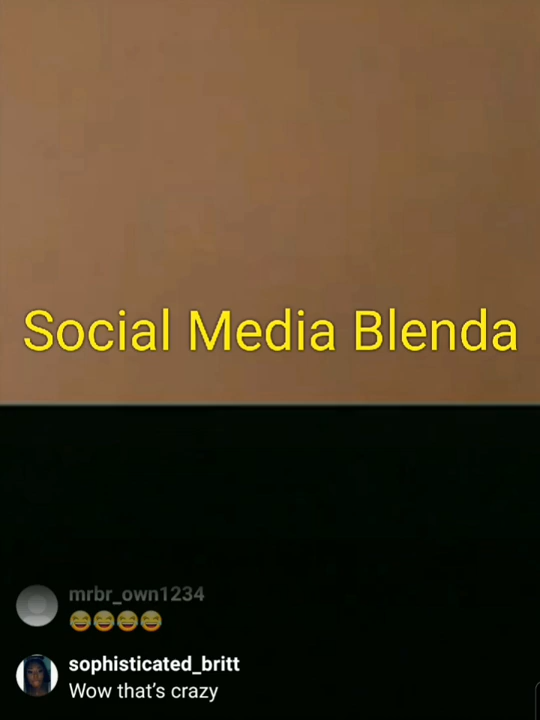 Social Media Blenda
mrbr_own1234
😆😆😆😆
sophisticated_britt
Wow that’s crazy